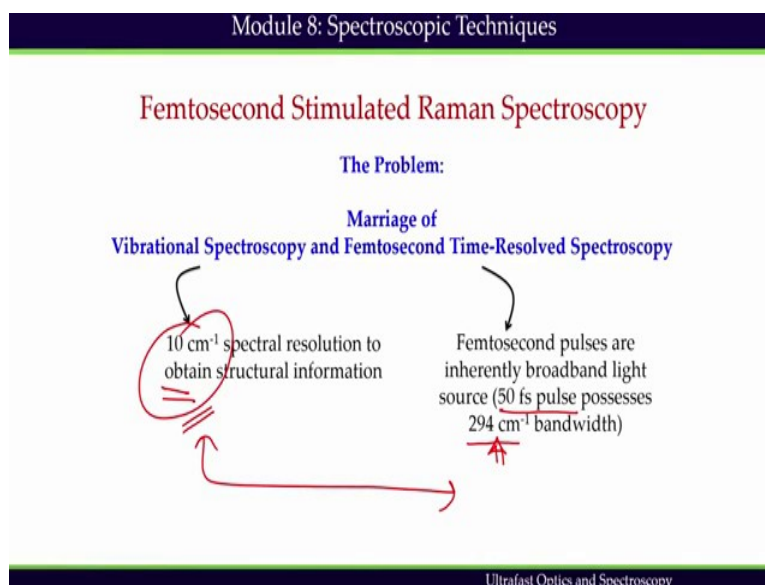 Module 8: Spectroscopic Techniques
Femtosecond Stimulated Raman Spectroscopy
The Problem:
Marriage of
Vibrational Spectroscopy and Femtosecond Time-Resolved Spectroscopy
10 cm⁻¹ spectral resolution to
obtain structural information
Femtosecond pulses are
inherently broadband light
source (50 fs pulse possesses
294 cm⁻¹ bandwidth)
Ultrafast Optics and Spectroscopy